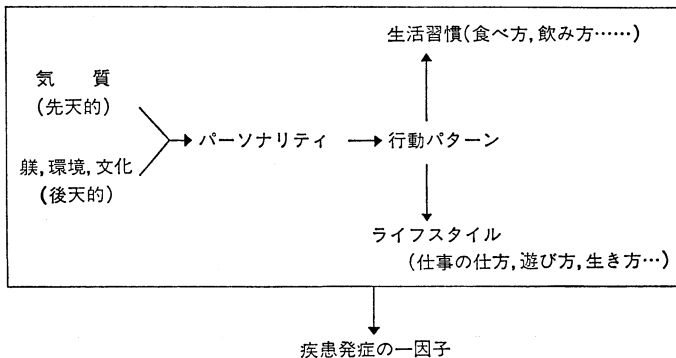 生活習慣(食べ方, 飲み方……)
気 質
(先天的)
パーソナリティ
行動パターン
躾, 環境, 文化
(後天的)
ライフスタイル
(仕事の仕方, 遊び方, 生き方…)
疾患発症の一因子